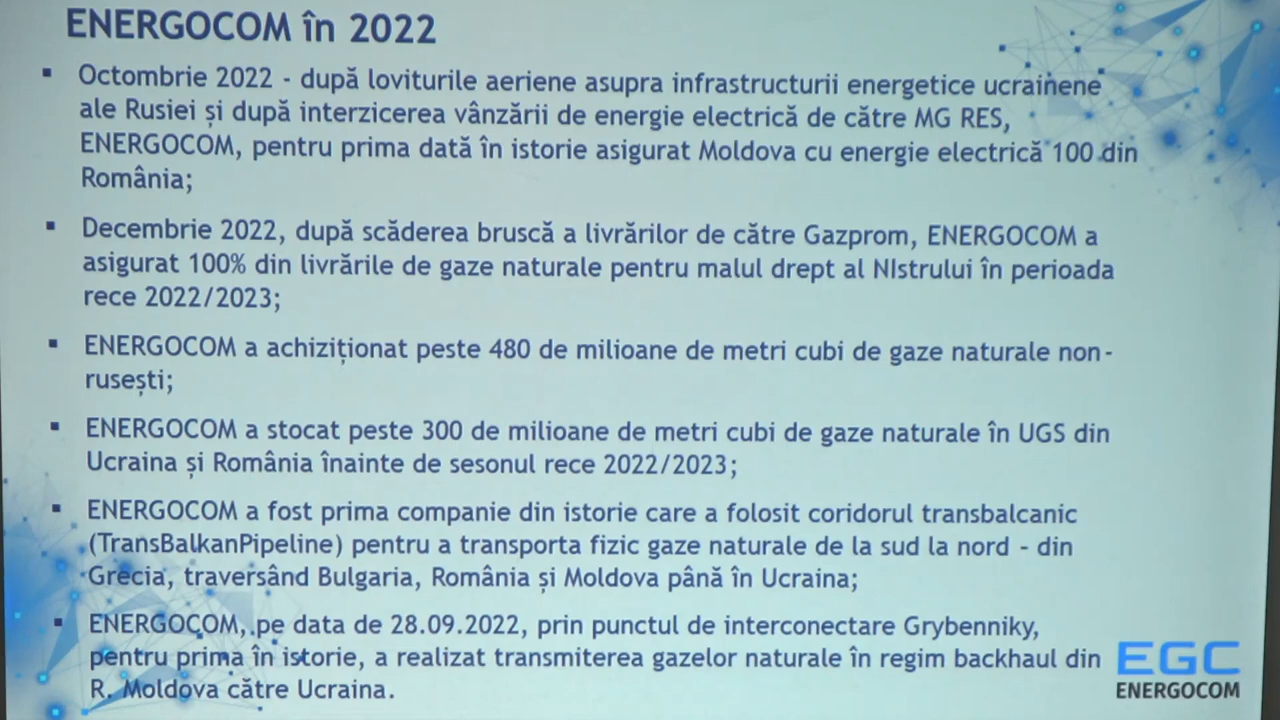 ENERGOCOM în 2022
▪ Octombrie 2022 - după loviturile aeriene asupra infrastructurii energetice ucrainene
ale Rusiei și după interzicerea vânzării de energie electrică de către MG RES,
ENERGOCOM, pentru prima dată în istorie asigurat Moldova cu energie electrică 100 din
România;
▪ Decembrie 2022, după scăderea bruscă a livrărilor de către Gazprom, ENERGOCOM a
asigurat 100% din livrările de gaze naturale pentru malul drept al NIstrului în perioada
rece 2022/2023;
▪ ENERGOCOM a achiziționat peste 480 de milioane de metri cubi de gaze naturale non-
rusești;
▪ ENERGOCOM a stocat peste 300 de milioane de metri cubi de gaze naturale în UGS din
Ucraina și România înainte de sesonul rece 2022/2023;
▪ ENERGOCOM a fost prima companie din istorie care a folosit coridorul transbalcanic
(TransBalkanPipeline) pentru a transporta fizic gaze naturale de la sud la nord - din
Grecia, traversând Bulgaria, România și Moldova până în Ucraina;
▪ ENERGOCOM, pe data de 28.09.2022, prin punctul de interconectare Grybenniky,
pentru prima în istorie, a realizat transmiterea gazelor naturale în regim backhaul din
R. Moldova către Ucraina.
EGC
ENERGOCOM